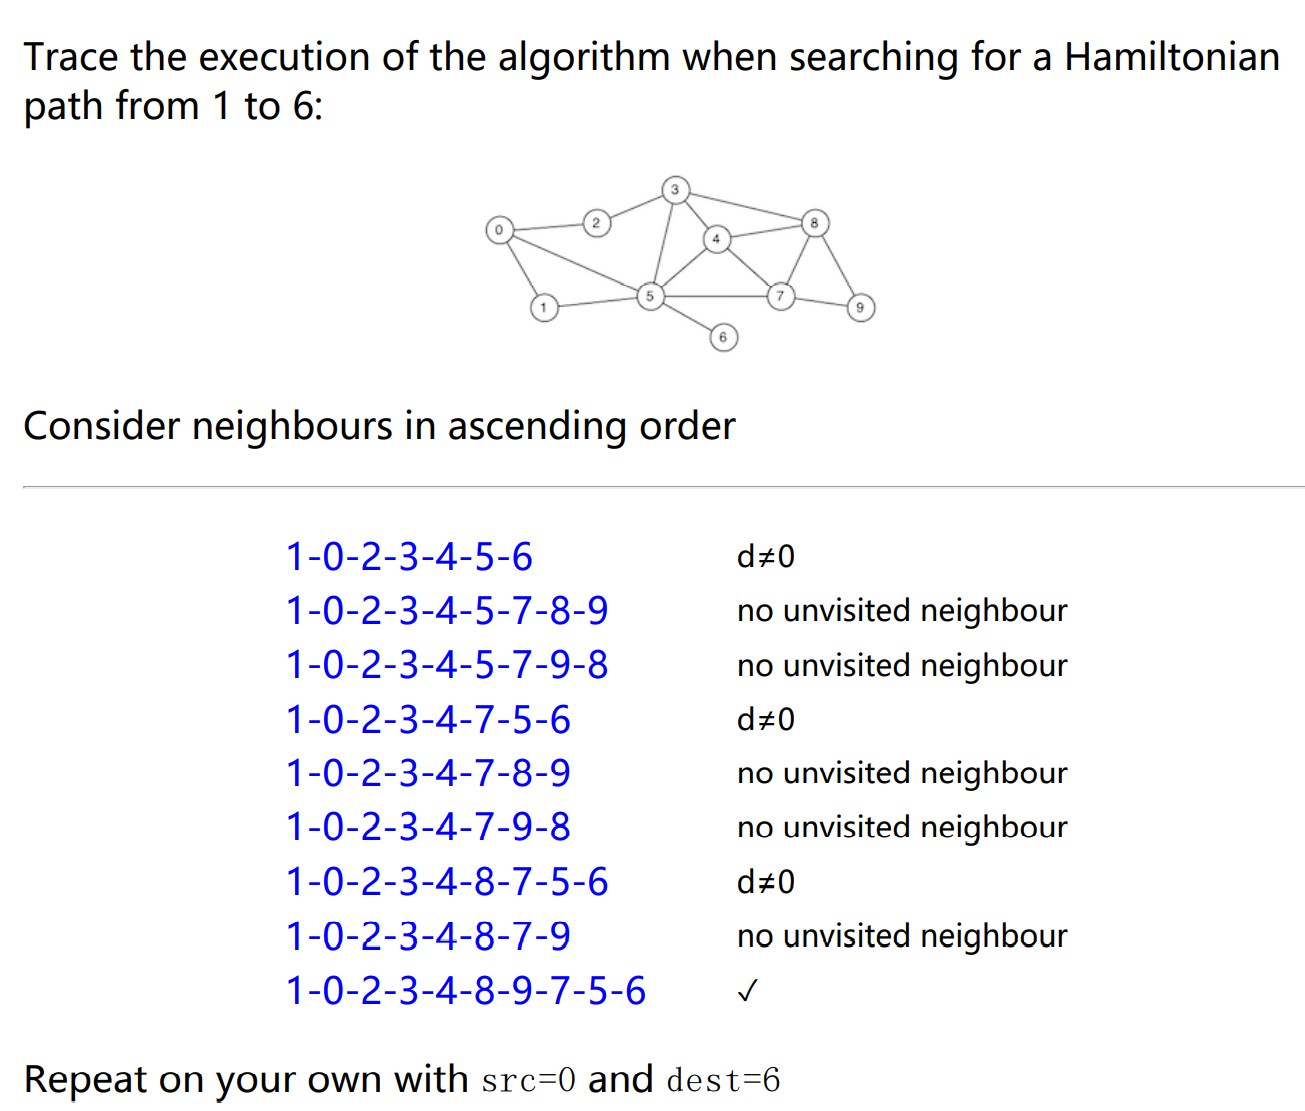 Trace the execution of the algorithm when searching for a Hamiltonian
path from 1 to 6:
3
0
2
8
4
5
7
1
9
6
Consider neighbours in ascending order
1-0-2-3-4-5-6 d≠0
1-0-2-3-4-5-7-8-9 no unvisited neighbour
1-0-2-3-4-5-7-9-8 no unvisited neighbour
1-0-2-3-4-7-5-6 d≠0
1-0-2-3-4-7-8-9 no unvisited neighbour
1-0-2-3-4-7-9-8 no unvisited neighbour
1-0-2-3-4-8-7-5-6 d≠0
1-0-2-3-4-8-7-9 no unvisited neighbour
1-0-2-3-4-8-9-7-5-6 ✓
Repeat on your own with src=0 and dest=6